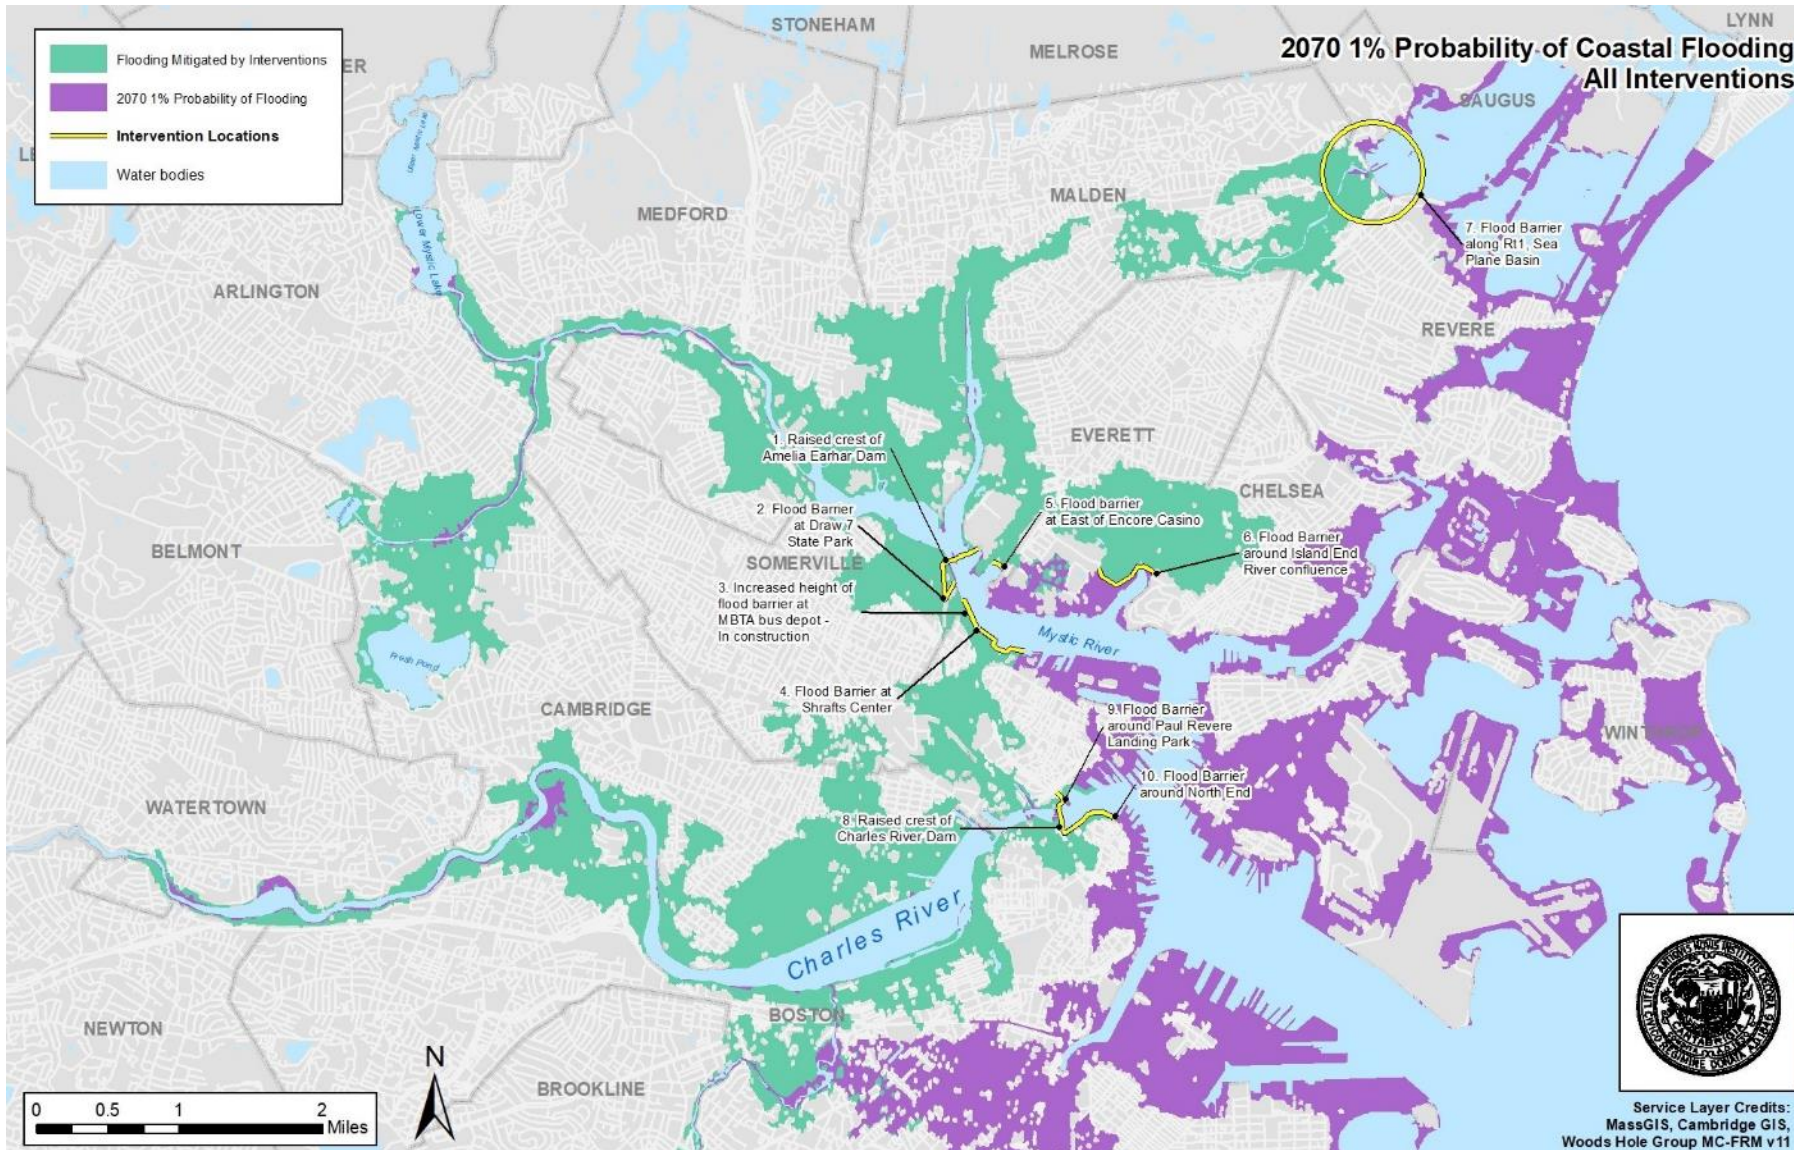 STONEHAM
MELROSE
LYNN
2070 1% Probability of Coastal Flooding
All Interventions
Flooding Mitigated by Interventions
2070 1% Probability of Flooding
Intervention Locations
Water bodies
ER
LE
SAUGUS
MALDEN
MEDFORD
Lower Mystic Lake
ARLINGTON
7. Flood Barrier
along Rt1, Sea
Plane Basin
REVERE
EVERETT
1. Raised crest of
Amelia Earhar Dam
CHELSEA
2. Flood Barrier
at Draw 7
State Park
5. Flood barrier
at East of Encore Casino
6. Flood Barrier
around Island End
River confluence
BELMONT
SOMERVILLE
3. Increased height of
flood barrier at
MBTA bus depot -
In construction
Mystic River
Fresh Pond
4. Flood Barrier at
Shrafts Center
CAMBRIDGE
9. Flood Barrier
around Paul Revere
Landing Park
WINTHROP
10. Flood Barrier
around North End
WATERTOWN
8. Raised crest of
Charles River Dam
Charles River
BOSTON
NEWTON
BROOKLINE
N
0 0.5 1 2
Miles
Service Layer Credits:
MassGIS, Cambridge GIS,
Woods Hole Group MC-FRM v11